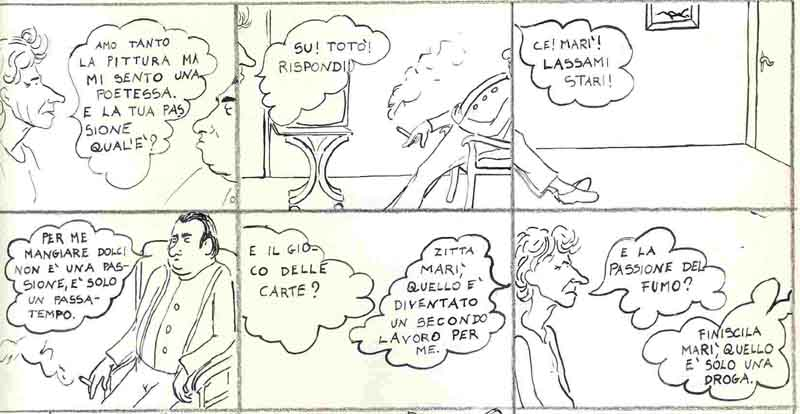 AMO TANTO
LA PITTURA MA
MI SENTO UNA
POETESSA.
E LA TUA PAS
SIONE
QUAL'E'?
SU! TOTO'!
RISPONDI!
CE! MARI'!
LASSAMI
STARI!
PER ME
MANGIARE DOLCI
NON E' UNA PAS-
SIONE, E' SOLO
UN PASSA-
TEMPO.
E IL GIO-
CO DELLE
CARTE?
ZITTA
MARI',
QUELLO E'
DIVENTATO
UN SECONDO
LAVORO PER
ME.
E LA
PASSIONE DEL
FUMO?
FINISCILA
MARI', QUELLO
E' SOLO UNA
DROGA.